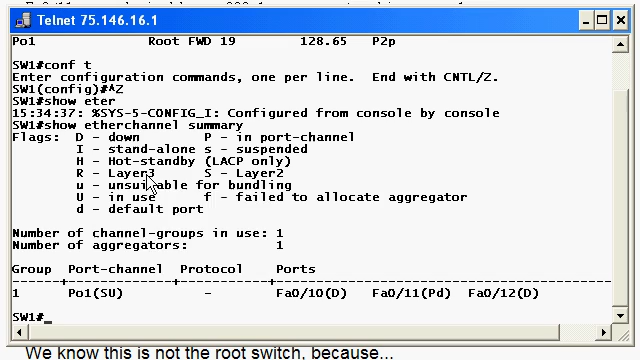 Telnet 75.146.16.1
Po1 Root FWD 19 128.65 P2p
SW1#conf t
Enter configuration commands, one per line. End with CNTL/Z.
SW1(config)#^Z
SW1#show eter
15:34:37: %SYS-5-CONFIG_I: Configured from console by console
SW1#show etherchannel summary
Flags: D - down P - in port-channel
I - stand-alone s - suspended
H - Hot-standby (LACP only)
R - Layer3 S - Layer2
u - unsuitable for bundling
U - in use f - failed to allocate aggregator
d - default port
Number of channel-groups in use: 1
Number of aggregators: 1
Group Port-channel Protocol Ports
------+-------------+-----------+-----------------------------------------------
1 Po1(SU) - Fa0/10(D) Fa0/11(Pd) Fa0/12(D)
SW1#_
We know this is not the root switch, because...